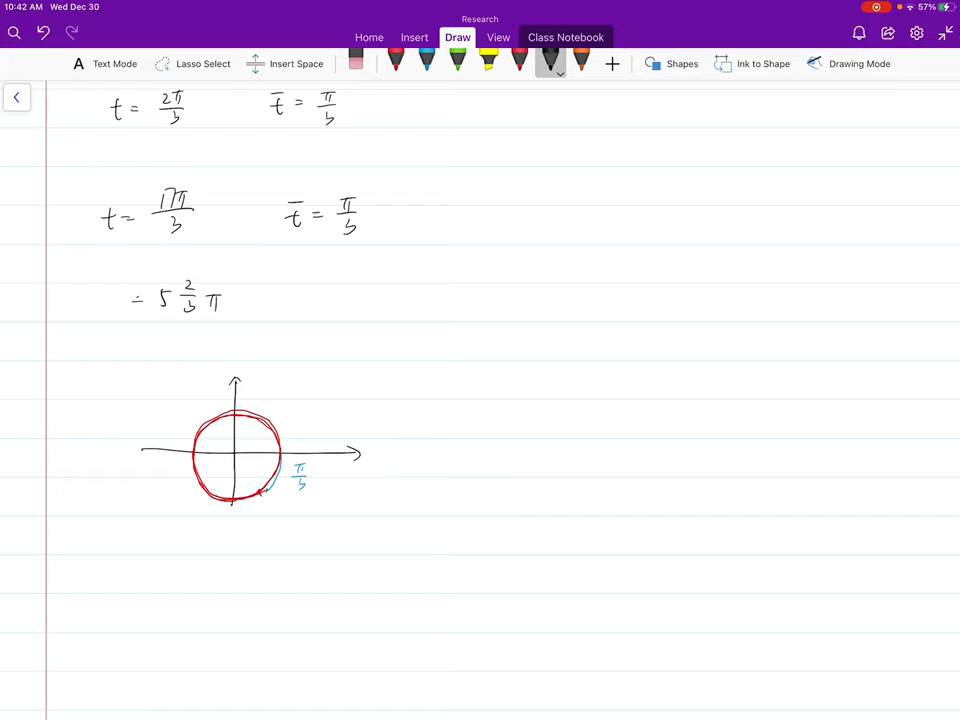 10:42 AM Wed Dec 30
57%
Research
Home Insert Draw View Class Notebook
A Text Mode Lasso Select Insert Space Shapes Ink to Shape Drawing Mode
t = 2π/3 t̅ = π/3
t = 17π/3 t̅ = π/3
= 5 2/3 π
π/3